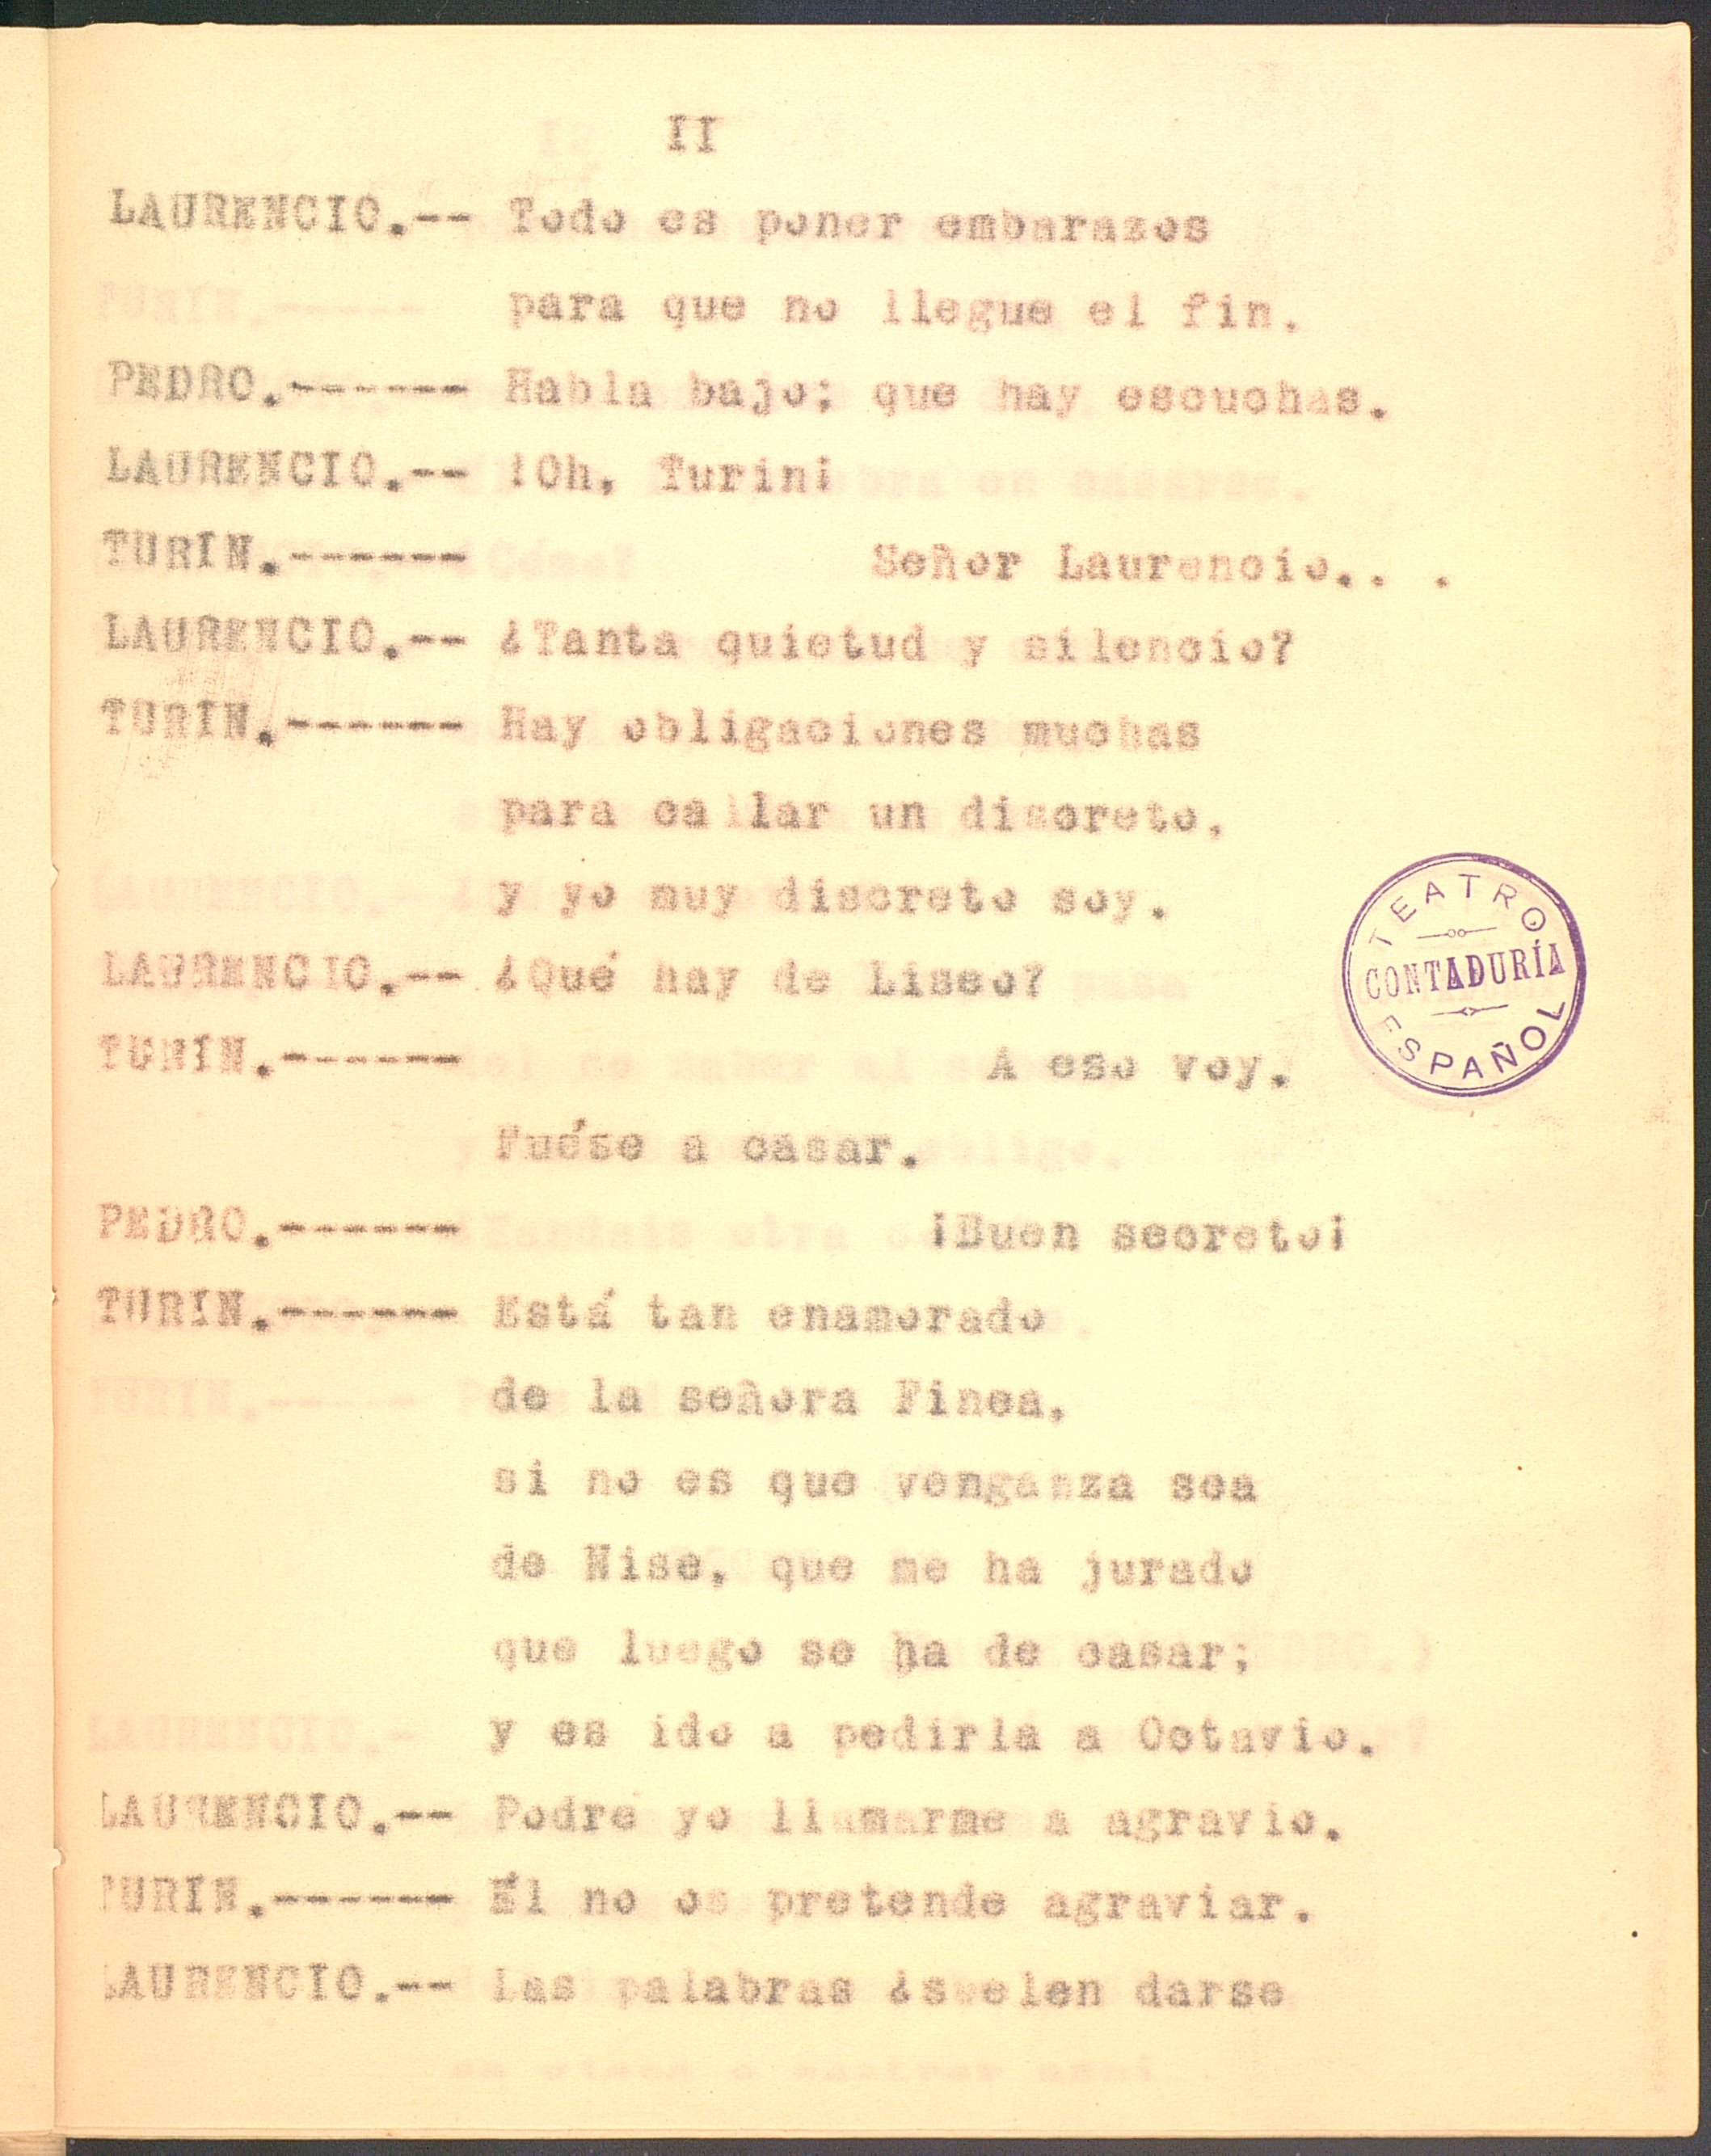 II
LAURENCIO.-- Todo es poner embarazos
para que no llegue el fin.
PEDRO.------ Habla bajo; que hay escuchas.
LAURENCIO.-- !Oh, Turin¡
TURIN.------ Señor Laurencio.. .
LAURENCIO.-- ¿Tanta quietud y silencio?
TURIN.------ Hay obligaciones muchas
para callar un discreto,
y yo muy discreto soy.
LAURENCIO.-- ¿Qué hay de Liseo?
TURIN.------ A eso voy.
Fuése a casar.
PEDRO.------ ¡Buen secreto¡
TURIN.------ Está tan enamorado
de la señora Finea,
si no es que venganza sea
de Nise, que me ha jurado
que luego se ha de casar;
y es ido a pedirla a Octavio.
LAURENCIO.-- Podré yo llamarme a agravio.
TURIN.------ Él no os pretende agraviar.
LAURENCIO.-- Las palabras ¿suelen darse
TEATRO
CONTADURÍA
ESPAÑOL